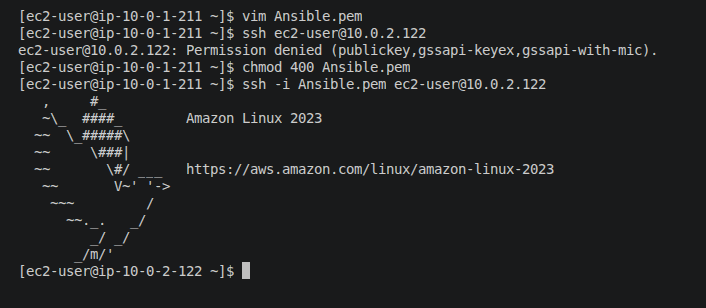 [ec2-user@ip-10-0-1-211 ~]$ vim Ansible.pem
[ec2-user@ip-10-0-1-211 ~]$ ssh ec2-user@10.0.2.122
ec2-user@10.0.2.122: Permission denied (publickey,gssapi-keyex,gssapi-with-mic).
[ec2-user@ip-10-0-1-211 ~]$ chmod 400 Ansible.pem
[ec2-user@ip-10-0-1-211 ~]$ ssh -i Ansible.pem ec2-user@10.0.2.122
   ,     #_
   ~\_  ####_        Amazon Linux 2023
  ~~  \_#####\
  ~~     \###|
  ~~       \#/ ___   https://aws.amazon.com/linux/amazon-linux-2023
   ~~       V~' '->
    ~~~         /
      ~~._.   _/
         _/ _/
       _/m/'
[ec2-user@ip-10-0-2-122 ~]$